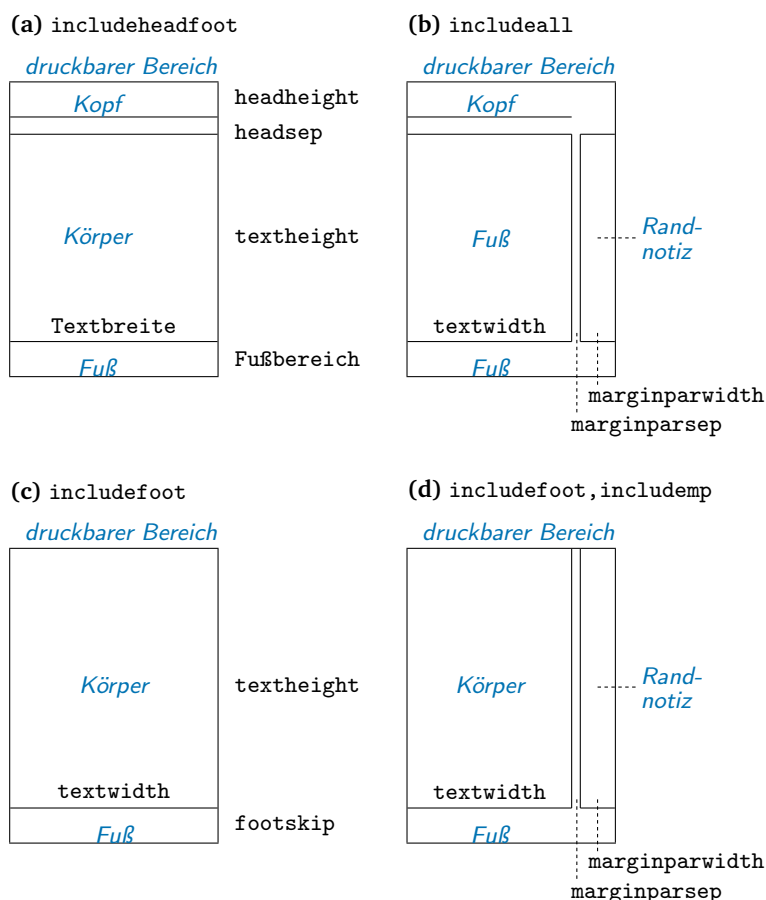 (a) includeheadfoot
druckbarer Bereich
Kopf
headheight
headsep
Körper
textheight
Textbreite
Fußbereich
Fuß
(b) includeall
druckbarer Bereich
Kopf
Fuß
Rand-
notiz
textwidth
Fuß
marginparwidth
marginparsep
(c) includefoot
druckbarer Bereich
Körper
textheight
textwidth
footskip
Fuß
(d) includefoot,includemp
druckbarer Bereich
Körper
Rand-
notiz
textwidth
Fuß
marginparwidth
marginparsep